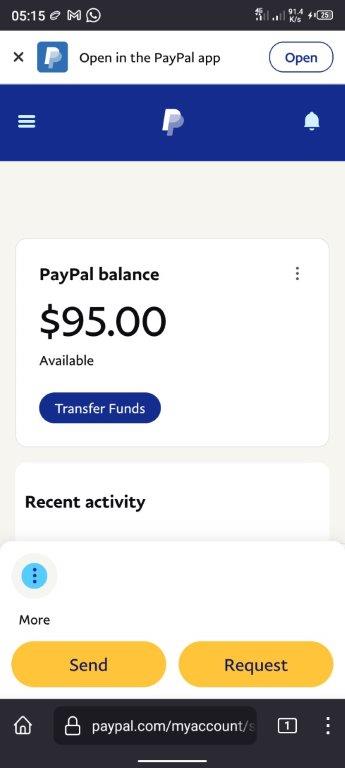 05:15
91.4
K/s
25
Open in the PayPal app
Open
PayPal balance
$95.00
Available
Transfer Funds
Recent activity
More
Send
Request
paypal.com/myaccount/s
1